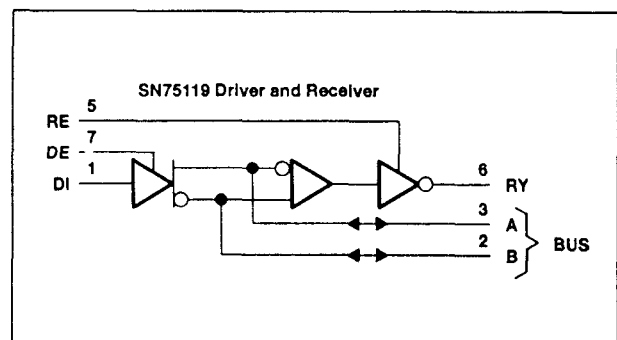 SN75119 Driver and Receiver
RE 5
DE 7
DI 1
6 RY
3 A
2 B
BUS